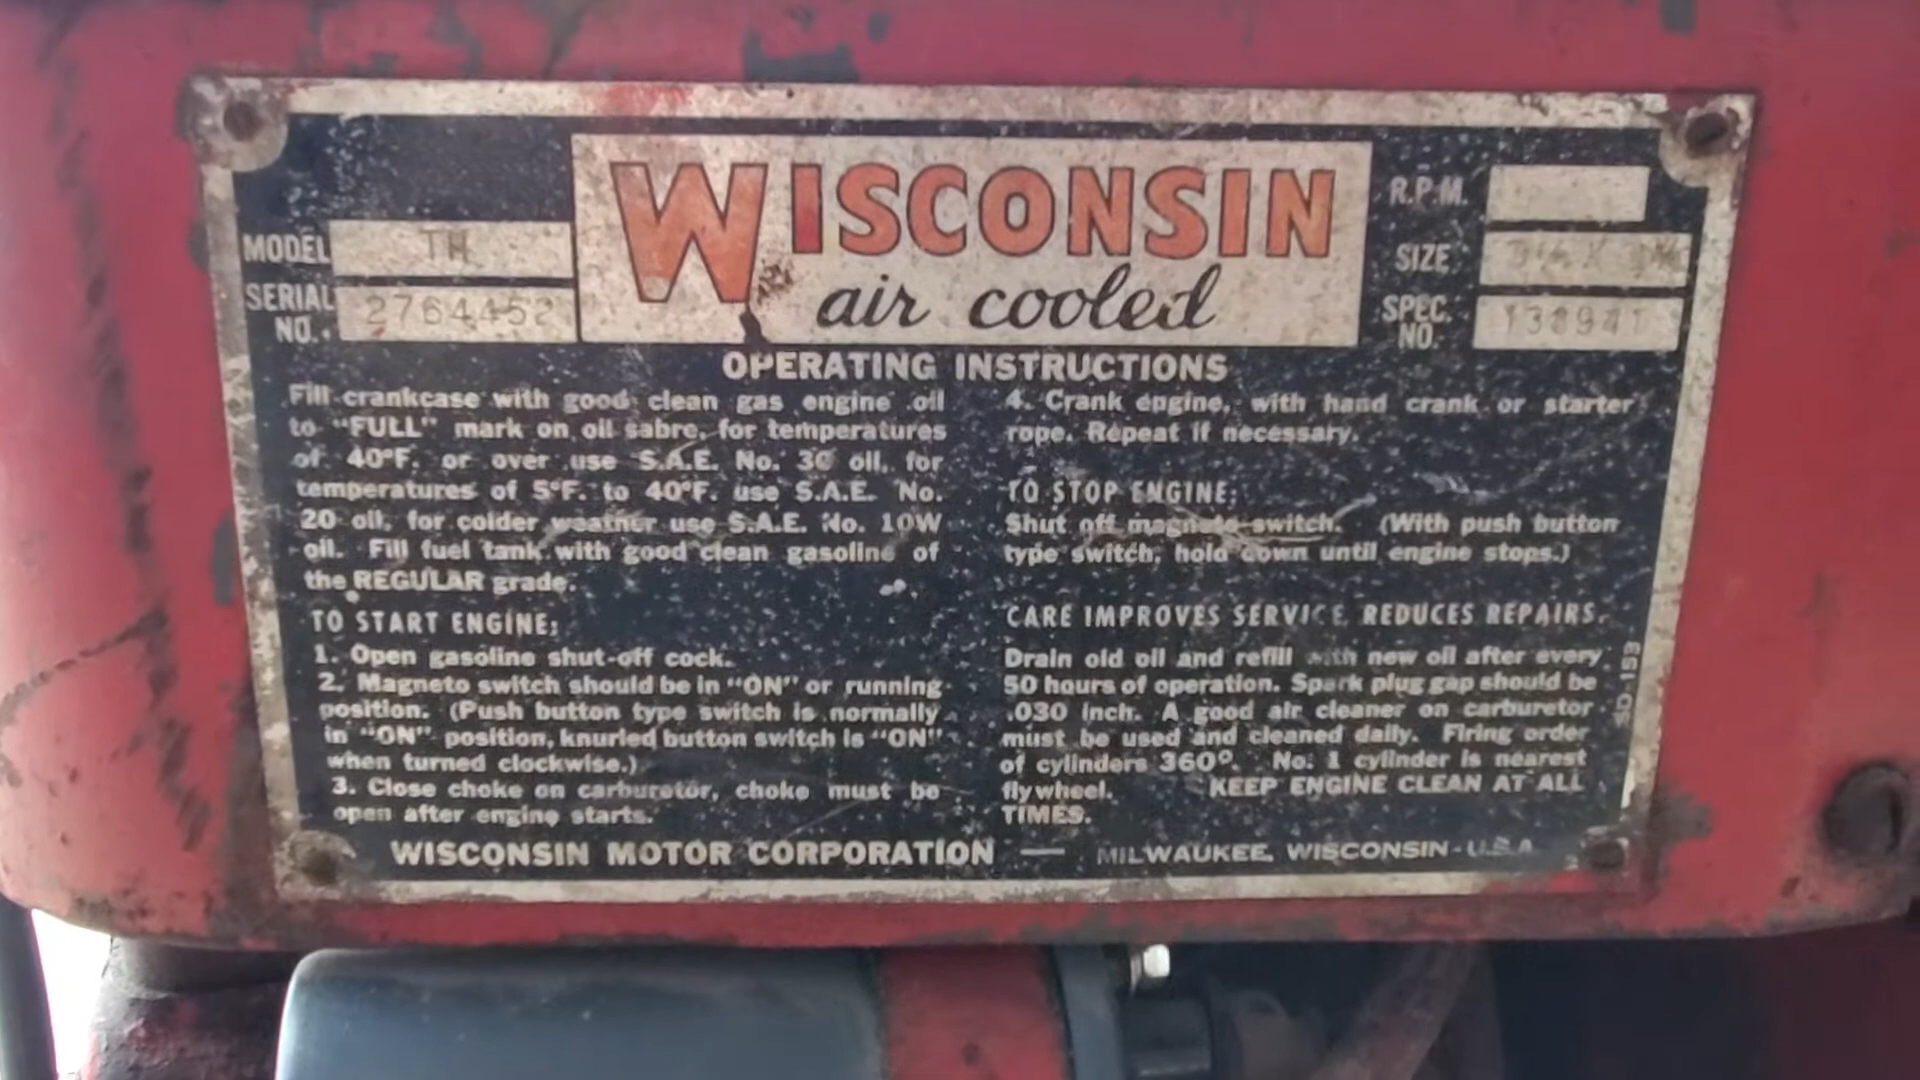 WISCONSIN
air cooled
MODEL TH
SERIAL NO. 2764452
R.P.M.
SIZE
SPEC. NO.
OPERATING INSTRUCTIONS
Fill crankcase with good clean gas engine oil
to "FULL" mark on oil sabre, for temperatures
of 40°F. or over use S.A.E. No. 30 oil, for
temperatures of 5°F. to 40°F. use S.A.E. No.
20 oil, for colder weather use S.A.E. No. 10W
oil. Fill fuel tank with good clean gasoline of
the REGULAR grade.
TO START ENGINE:
1. Open gasoline shut-off cock.
2. Magneto switch should be in "ON" or running
position. (Push button type switch is normally
in "ON" position, knurled button switch is "ON"
when turned clockwise.)
3. Close choke on carburetor, choke must be
open after engine starts.
4. Crank engine, with hand crank or starter
rope. Repeat if necessary.
TO STOP ENGINE:
Shut off magneto switch. (With push button
type switch, hold down until engine stops.)
CARE IMPROVES SERVICE, REDUCES REPAIRS.
Drain old oil and refill with new oil after every
50 hours of operation. Spark plug gap should be
.030 inch. A good air cleaner on carburetor
must be used and cleaned daily. Firing order
of cylinders 360°. No. 1 cylinder is nearest
flywheel. KEEP ENGINE CLEAN AT ALL
TIMES.
SD-153
WISCONSIN MOTOR CORPORATION — MILWAUKEE, WISCONSIN - U.S.A.